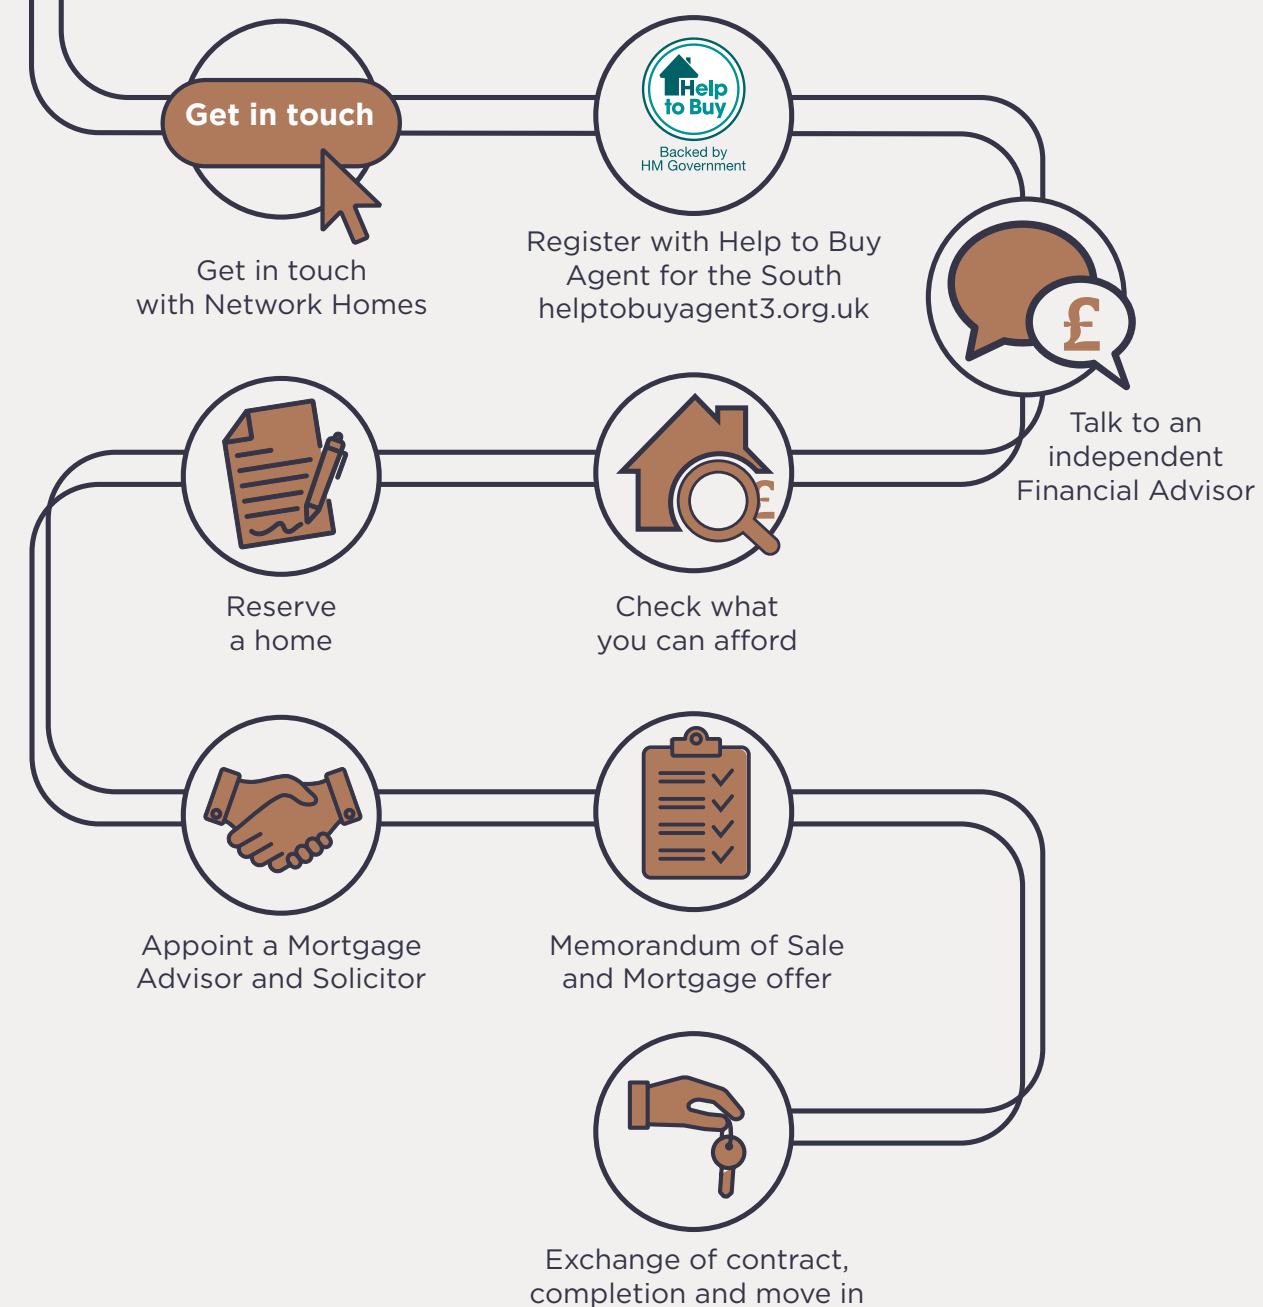 Get in touch
Help
to Buy
Backed by
HM Government
Get in touch
with Network Homes
Register with Help to Buy
Agent for the South
helptobuyagent3.org.uk
£
Talk to an
independent
Financial Advisor
£
Check what
you can afford
Reserve
a home
Appoint a Mortgage
Advisor and Solicitor
Memorandum of Sale
and Mortgage offer
Exchange of contract,
completion and move in